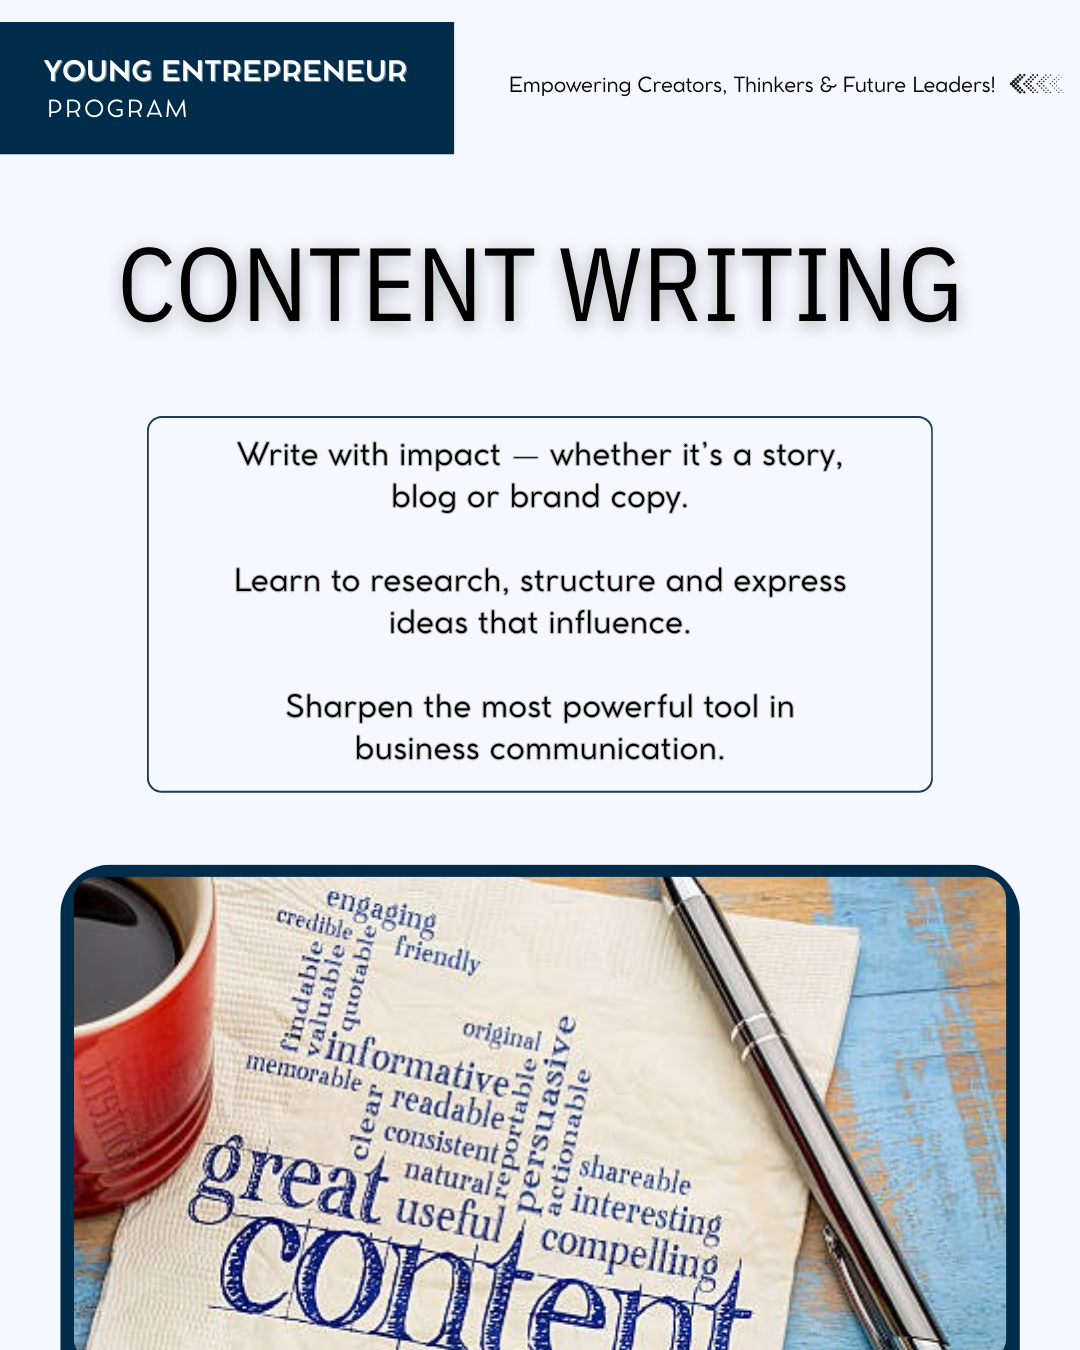 YOUNG ENTREPRENEUR
PROGRAM
Empowering Creators, Thinkers & Future Leaders!
CONTENT WRITING
Write with impact — whether it's a story,
blog or brand copy.
Learn to research, structure and express
ideas that influence.
Sharpen the most powerful tool in
business communication.
engaging
credible
friendly
findable
valuable
quotable
original
informative
memorable
readable
clear
consistent
natural
reportable
persuasive
actionable
shareable
great
useful
interesting
compelling
content